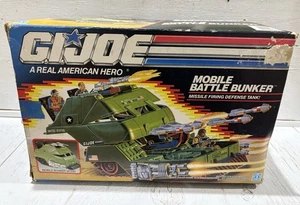 G.I.JOE
A REAL AMERICAN HERO
MOBILE
BATTLE BUNKER
MISSILE FIRING DEFENSE TANK!